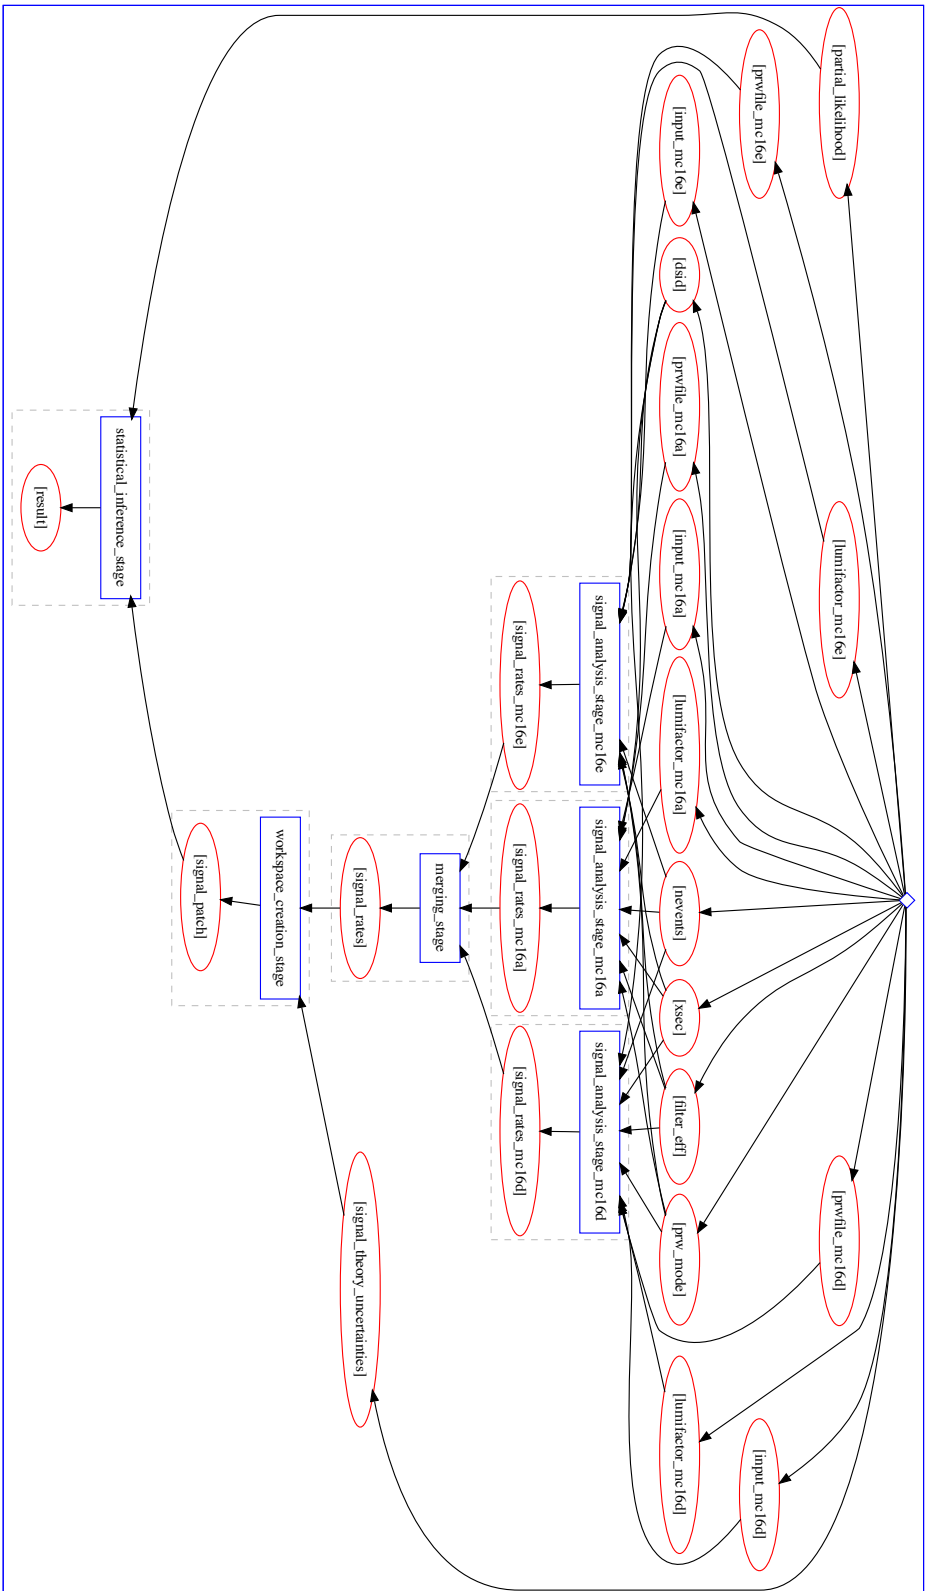 [partial_likelihood]
[prwfile_mc16e]
[lumifactor_mc16e]
[prwfile_mc16d]
[input_mc16d]
[input_mc16e]
[dsid]
[prwfile_mc16a]
[input_mc16a]
[lumifactor_mc16a]
[nevents]
[xsec]
[filter_eff]
[prw_mode]
[lumifactor_mc16d]
signal_analysis_stage_mc16e
signal_analysis_stage_mc16a
signal_analysis_stage_mc16d
[signal_rates_mc16e]
[signal_rates_mc16a]
[signal_rates_mc16d]
merging_stage
[signal_rates]
[signal_theory_uncertainties]
workspace_creation_stage
[signal_patch]
statistical_inference_stage
[result]